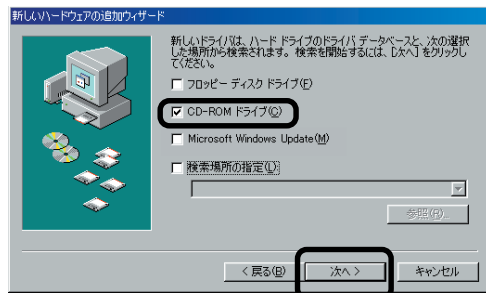 新しいハードウェアの追加ウィザード
新しいドライバは、ハード ドライブのドライバ データベースと、次の選択
した場所から検索されます。 検索を開始するには、[次へ] をクリックし
てください。
フロッピー ディスク ドライブ(F)
CD-ROM ドライブ(C)
Microsoft Windows Update(M)
検索場所の指定(L):
参照(R)...
< 戻る(B)
次へ >
キャンセル